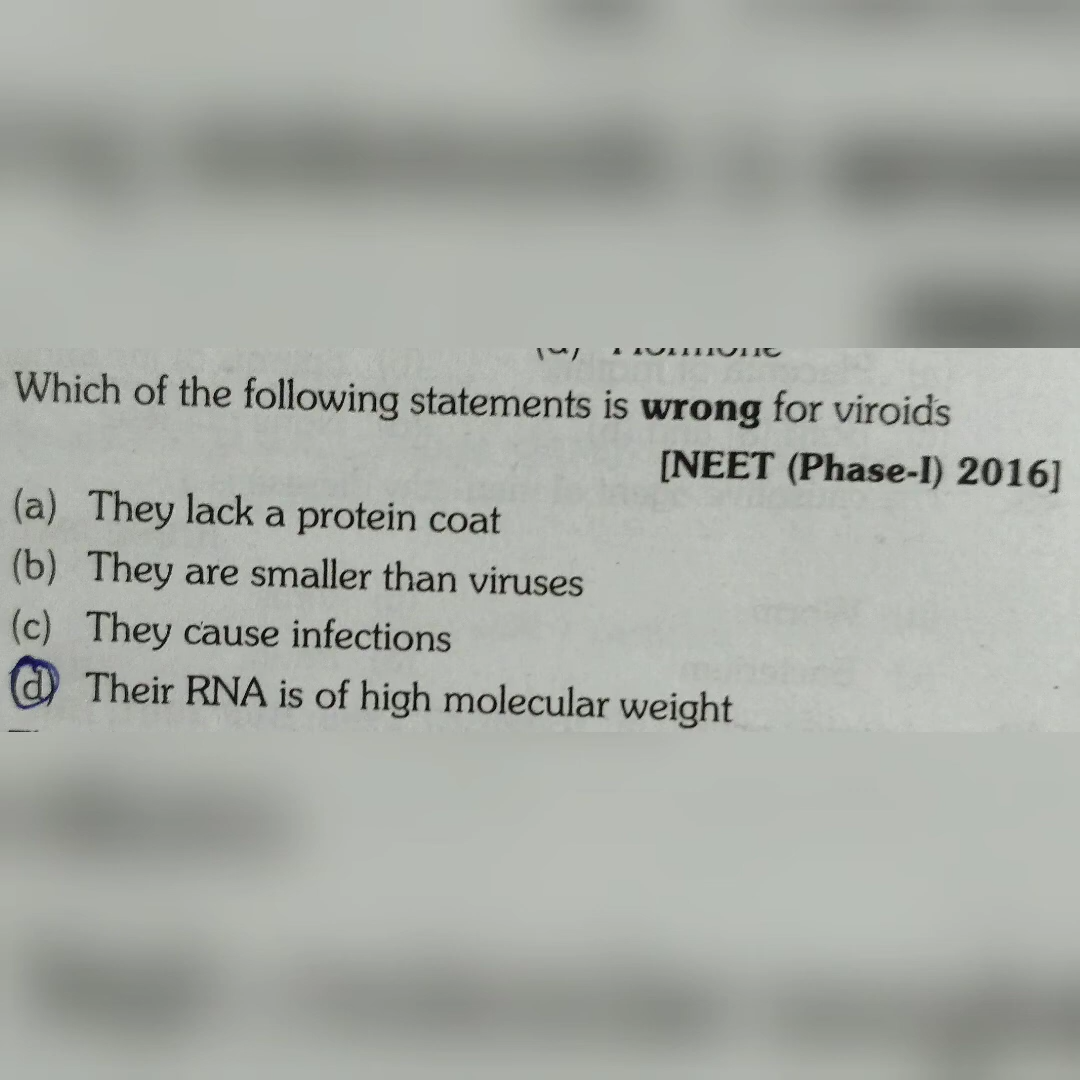 Which of the following statements is wrong for viroids
[NEET (Phase-I) 2016]
(a) They lack a protein coat
(b) They are smaller than viruses
(c) They cause infections
(d) Their RNA is of high molecular weight